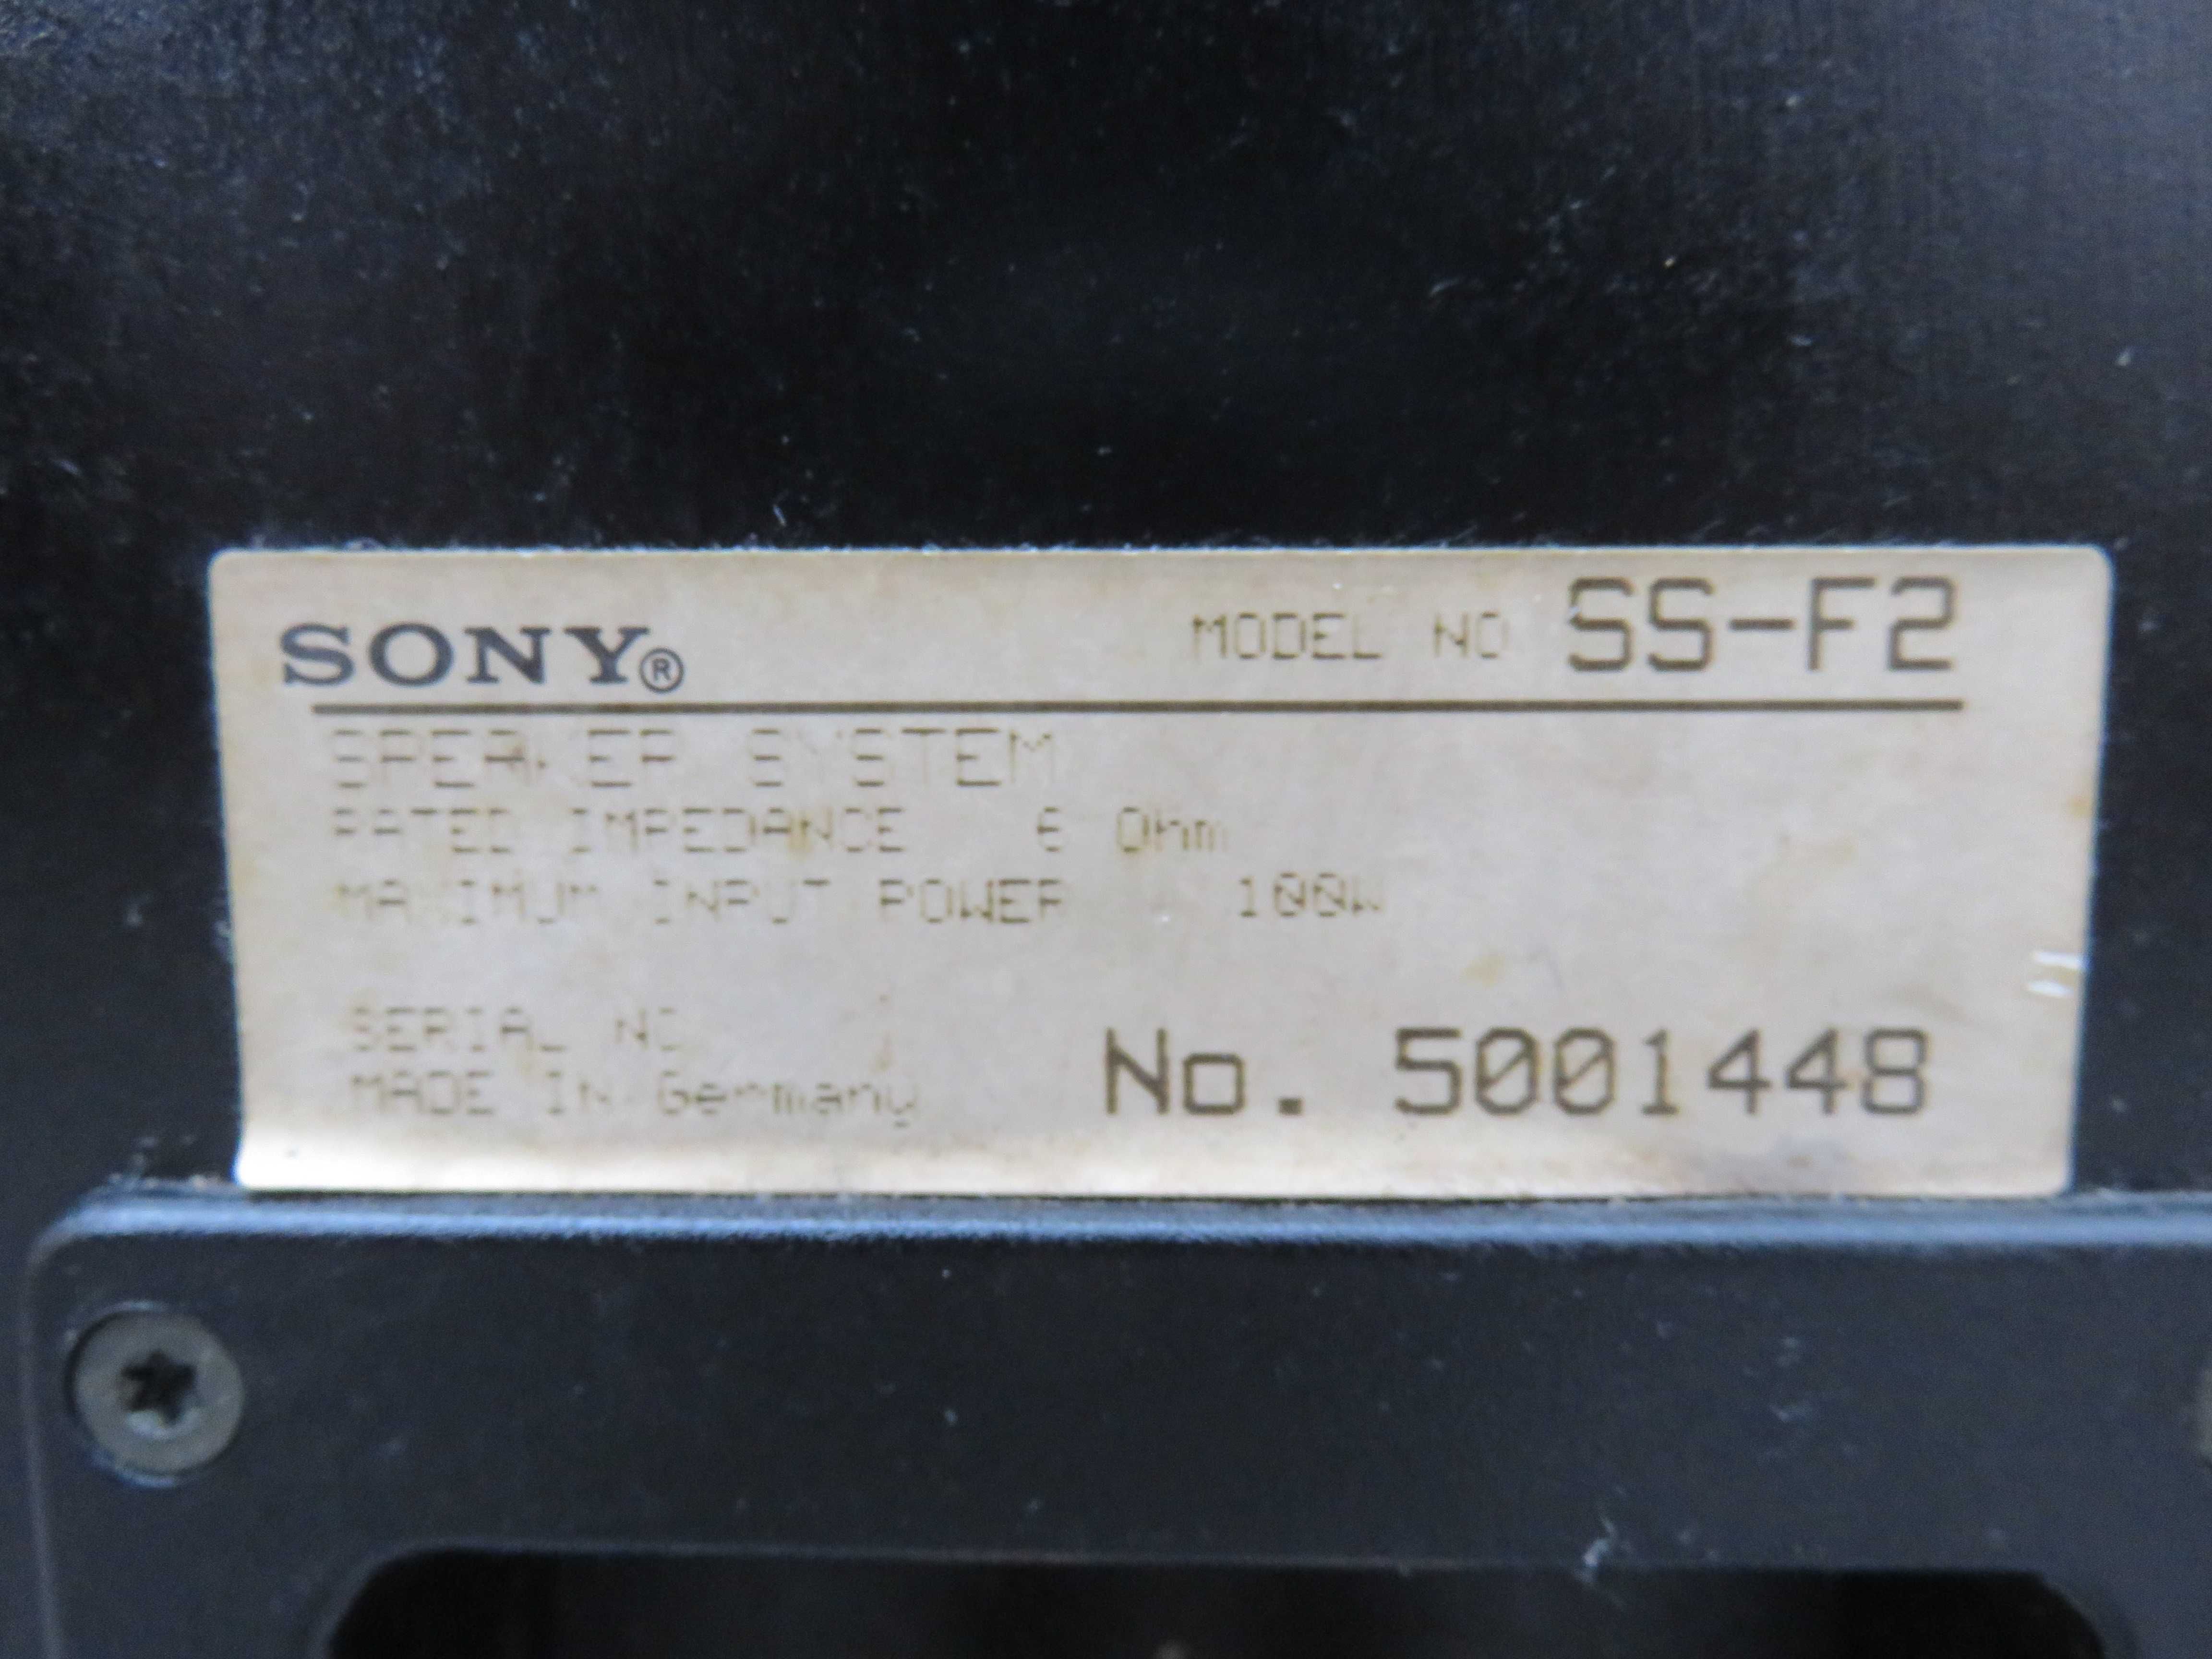 SONY® MODEL NO SS-F2
SPEAKER SYSTEM
RATED IMPEDANCE 6 Ohm
MAXIMUM INPUT POWER 100W
SERIAL NO
MADE IN Germany No. 5001448